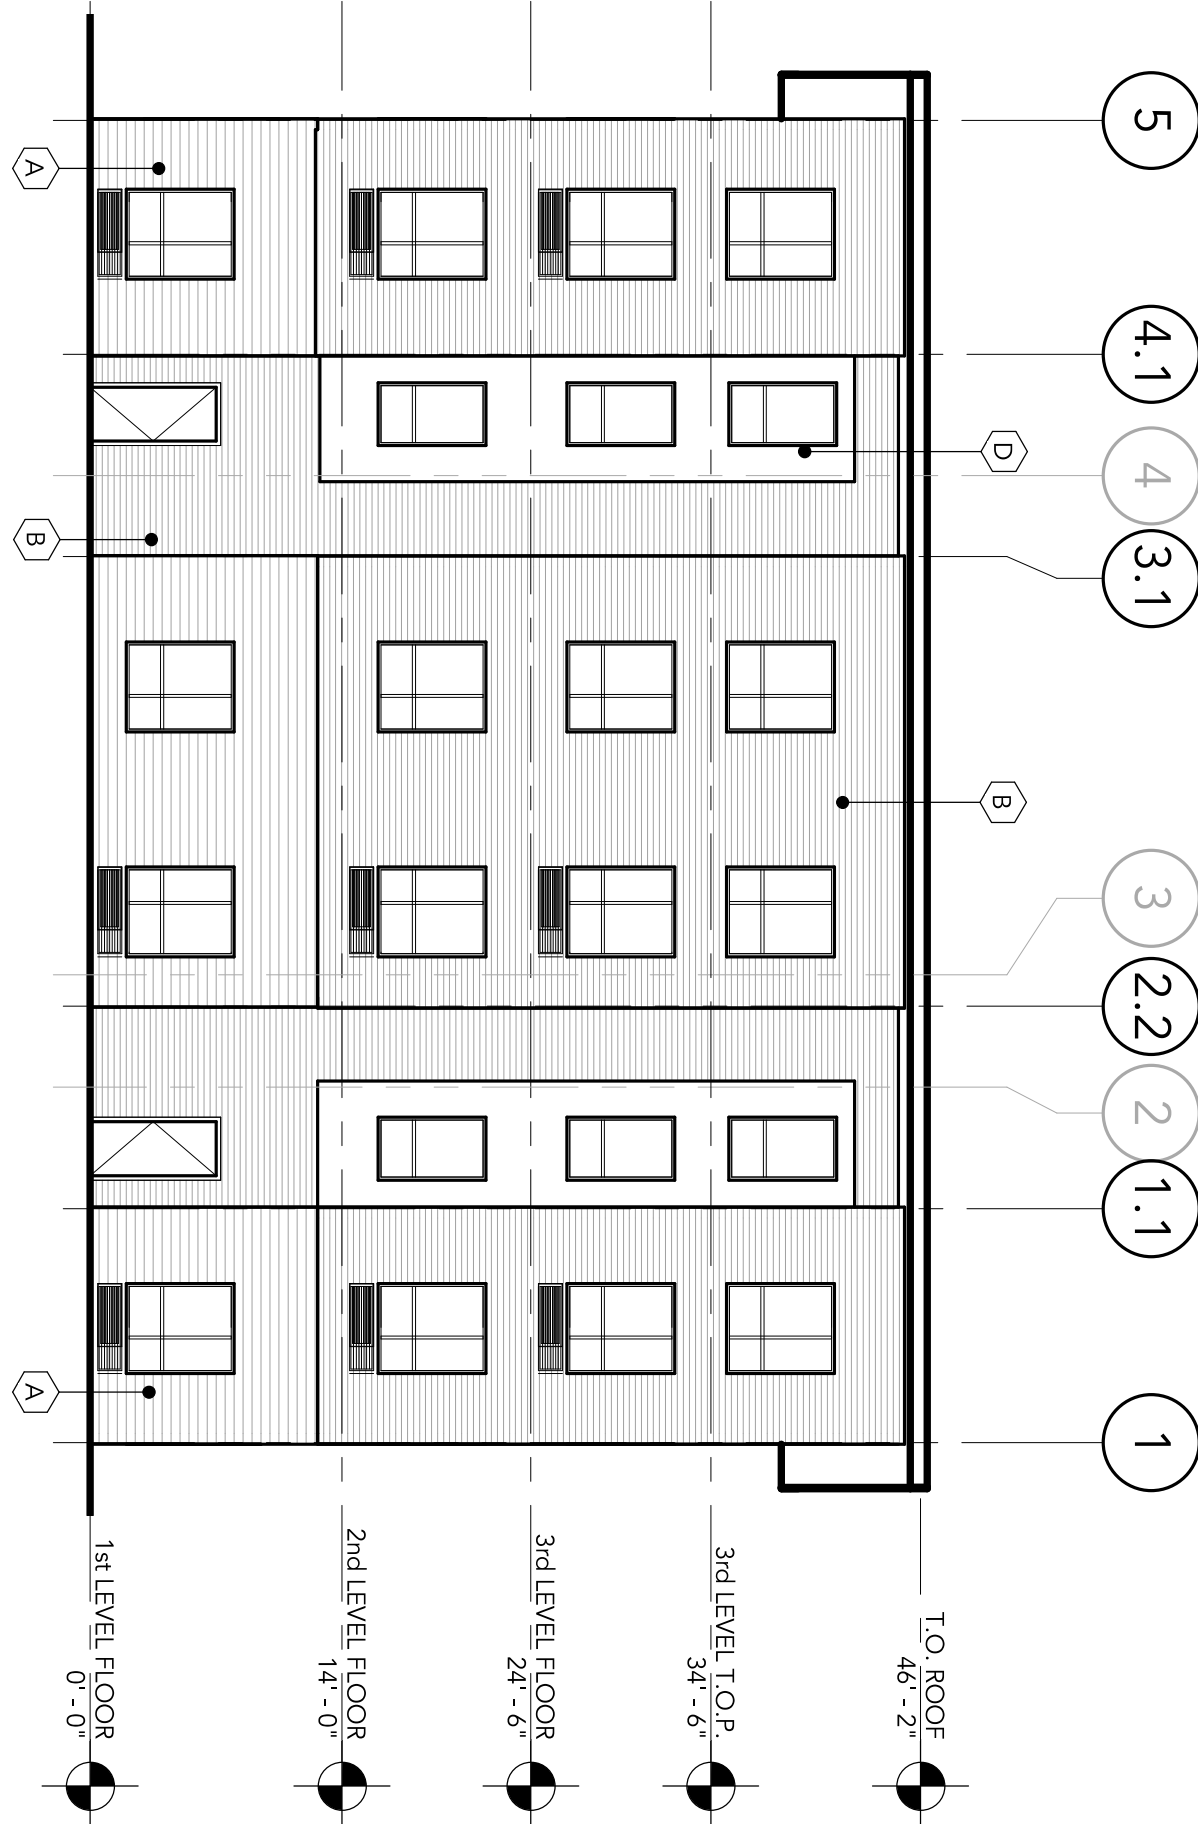 5
4.1
4
3.1
3
2.2
2
1.1
1
D
B
A
B
A
T.O. ROOF
46' - 2"
3rd LEVEL T.O.P.
34' - 6"
3rd LEVEL FLOOR
24' - 6"
2nd LEVEL FLOOR
14' - 0"
1st LEVEL FLOOR
0' - 0"